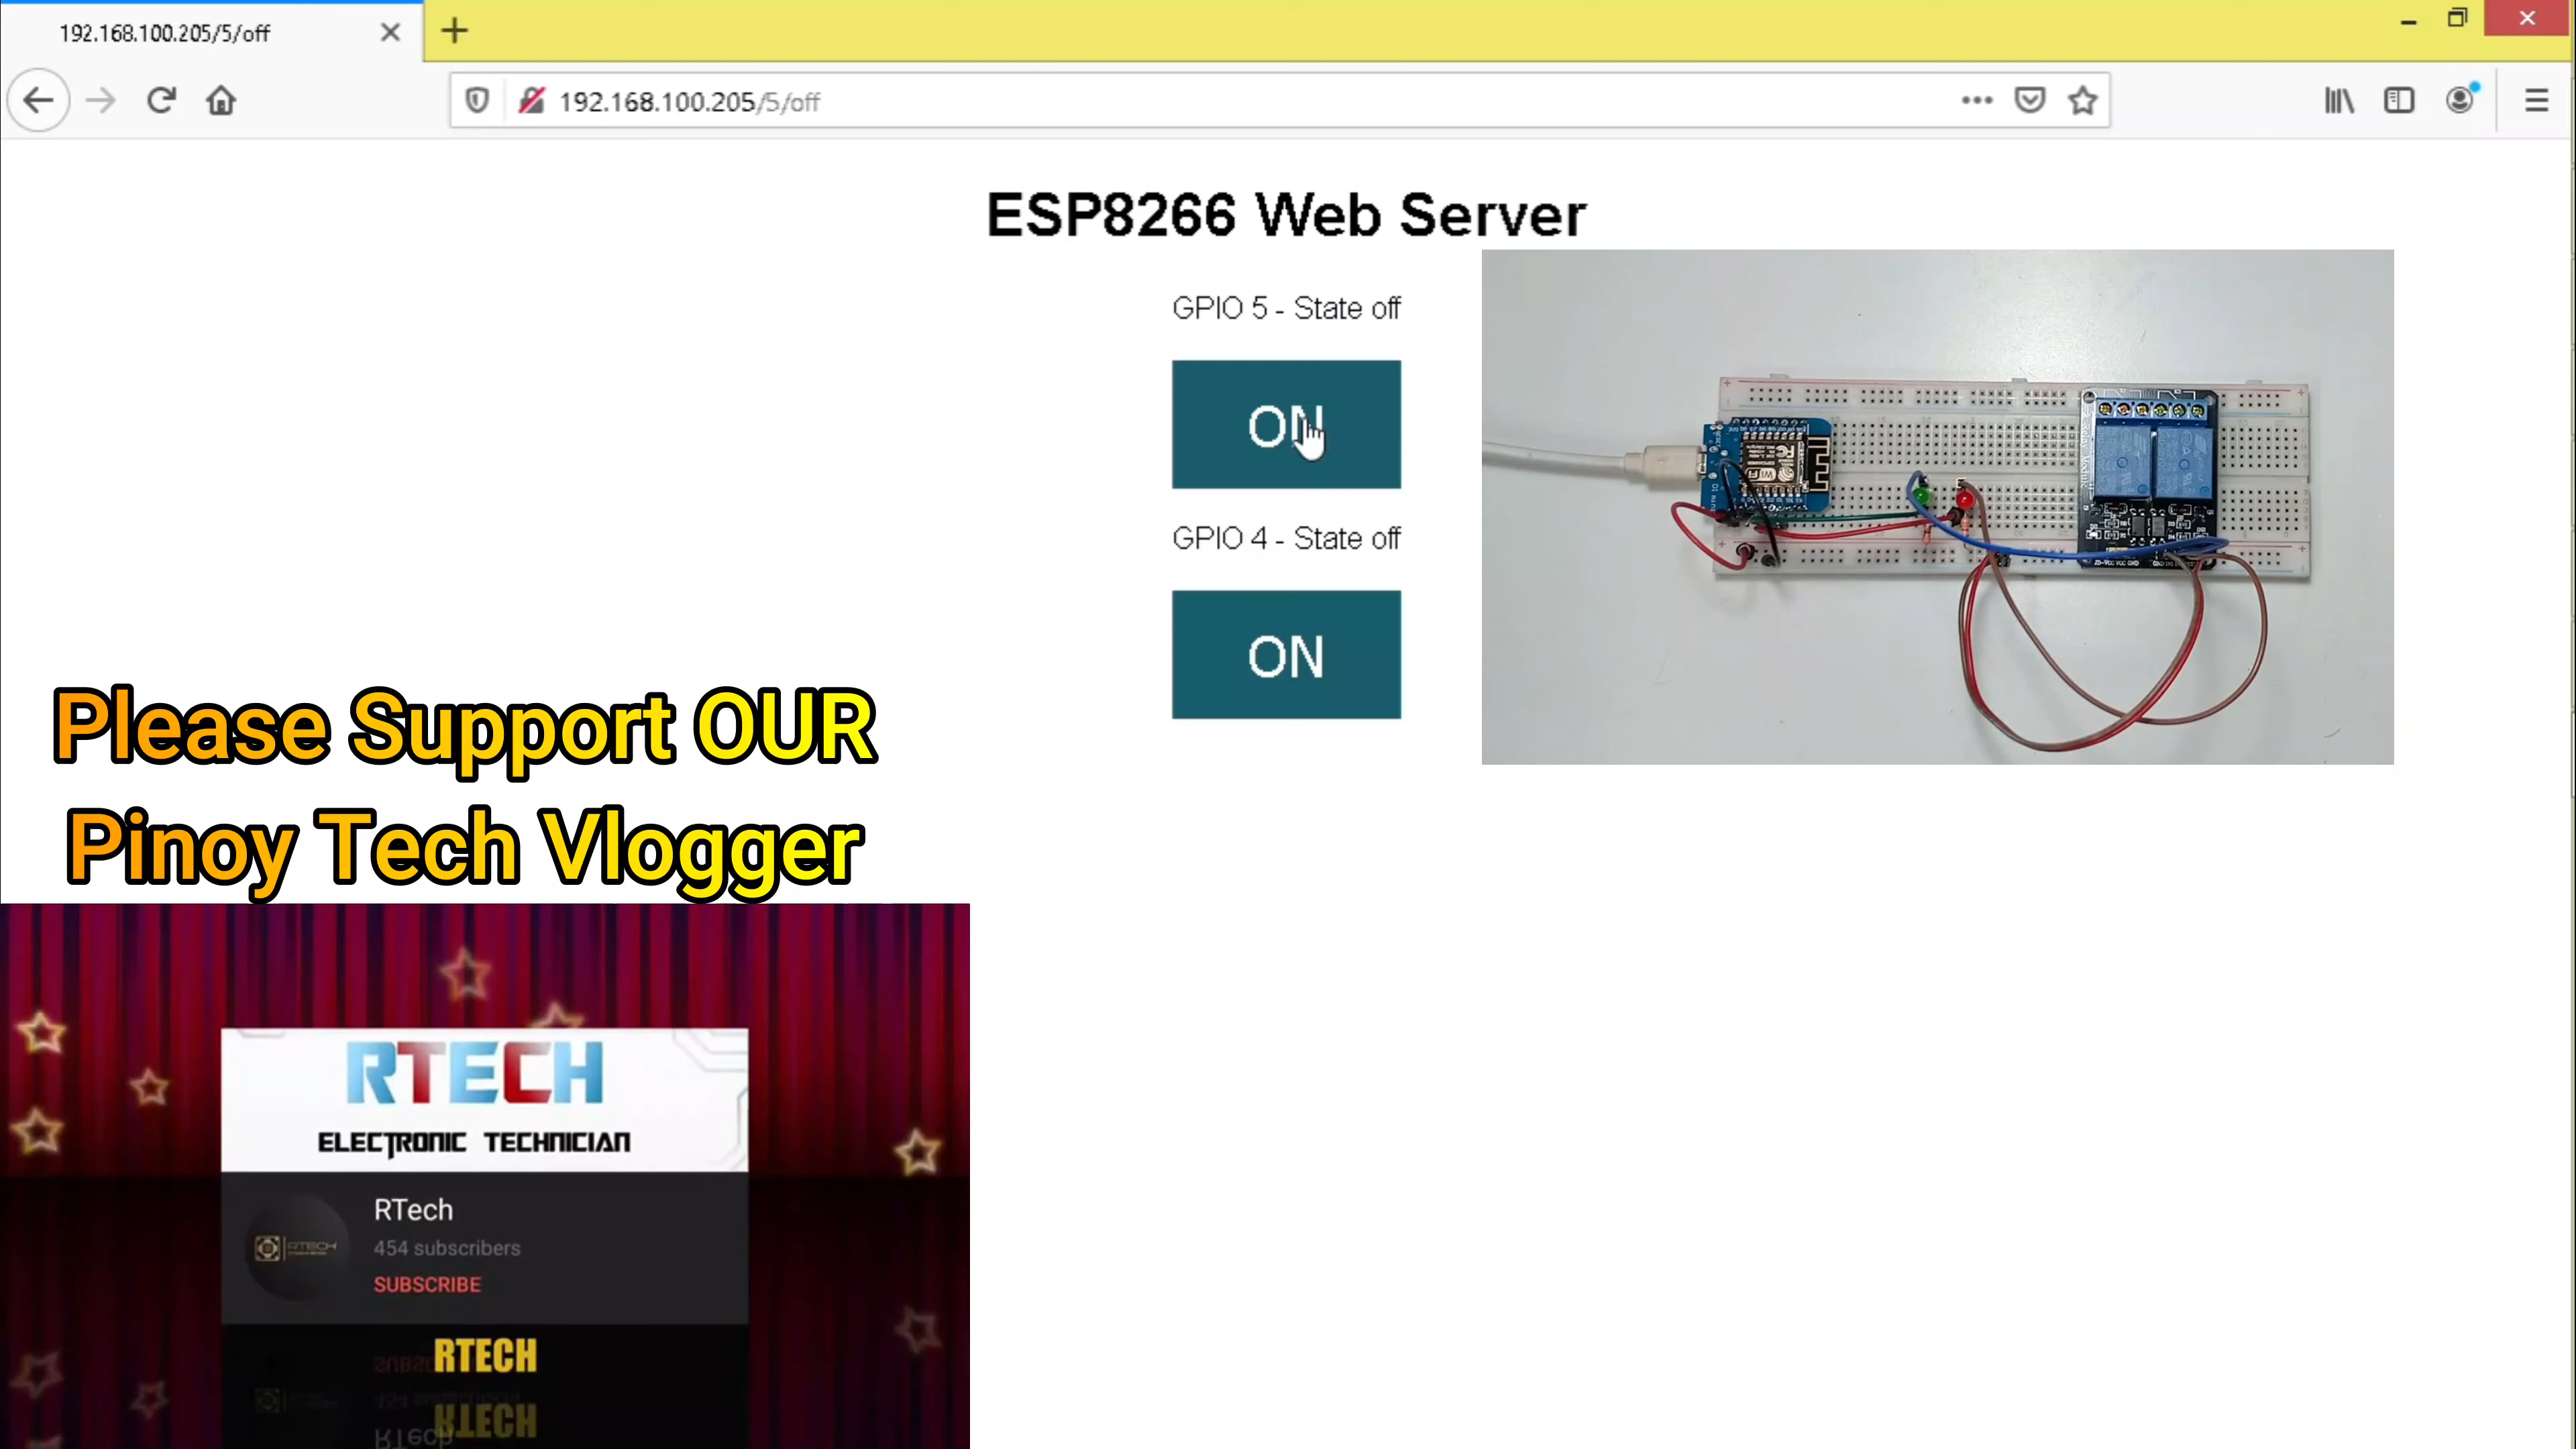 192.168.100.205/5/off
192.168.100.205/5/off
ESP8266 Web Server
GPIO 5 - State off
ON
GPIO 4 - State off
ON
Please Support OUR
Pinoy Tech Vlogger
RTECH
ELECTRONIC TECHNICIAN
RTech
454 subscribers
SUBSCRIBE
RTECH
RTECH